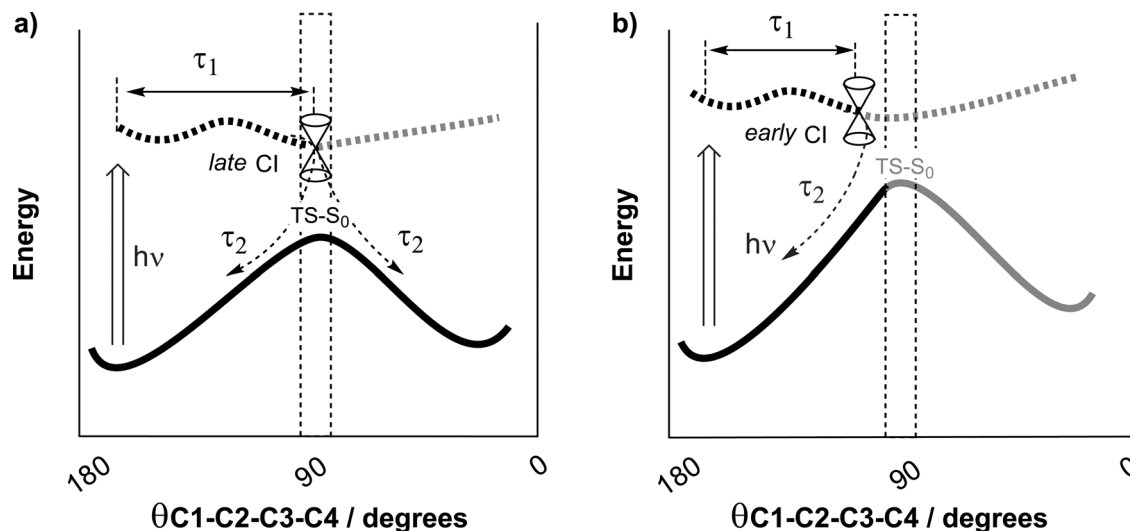 a)
τ1
late CI
TS-S0
τ2
τ2
hν
Energy
180
90
0
θC1-C2-C3-C4 / degrees
b)
τ1
early CI
TS-S0
τ2
hν
Energy
180
90
0
θC1-C2-C3-C4 / degrees